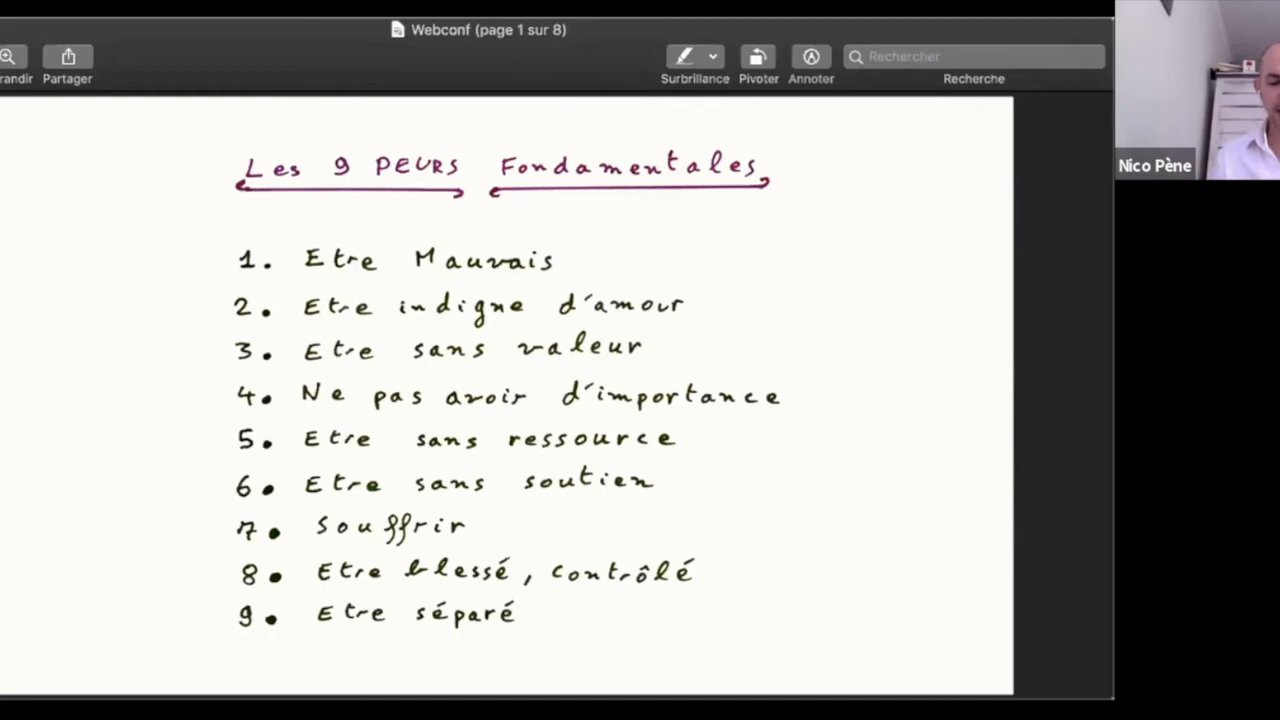 Webconf (page 1 sur 8)
randir
Partager
Surbrillance
Pivoter
Annoter
Rechercher
Recherche
Nico Pène
Les 9 PEURS Fondamentales
1. Etre Mauvais
2. Etre indigne d'amour
3. Etre sans valeur
4. Ne pas avoir d'importance
5. Etre sans ressource
6. Etre sans soutien
7. Souffrir
8. Etre blessé, contrôlé
9. Etre séparé